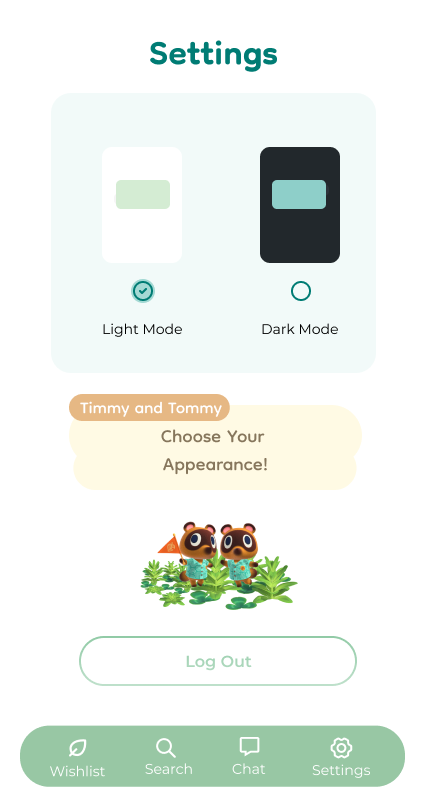 Settings
Light Mode
Dark Mode
Timmy and Tommy
Choose Your
Appearance!
Log Out
Wishlist
Search
Chat
Settings